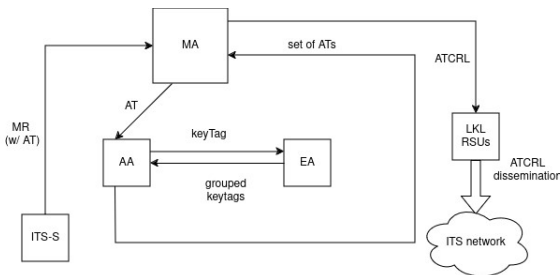 MA
set of ATs
ATCRL
AT
MR
(w/ AT)
keyTag
LKL
RSUs
AA
EA
ATCRL
dissemination
grouped
keytags
ITS-S
ITS network